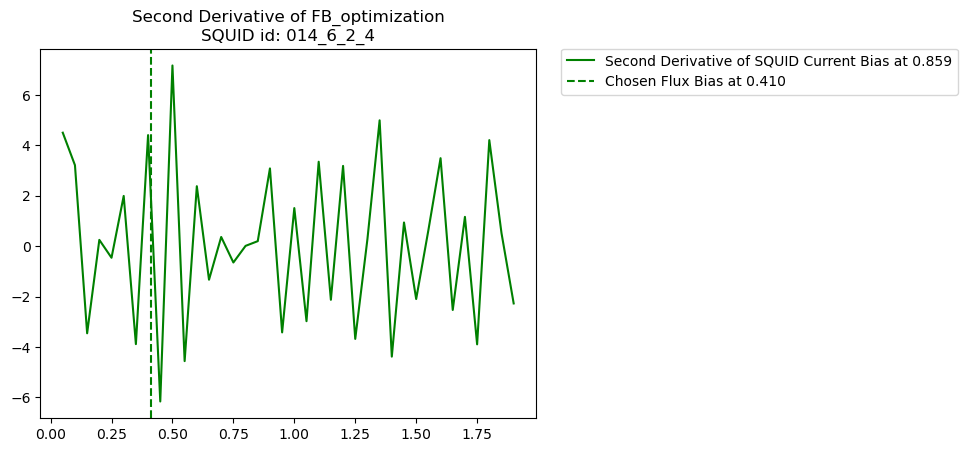 Second Derivative of FB_optimization
SQUID id: 014_6_2_4
Second Derivative of SQUID Current Bias at 0.859
Chosen Flux Bias at 0.410
6
4
2
0
−2
−4
−6
0.00 0.25 0.50 0.75 1.00 1.25 1.50 1.75